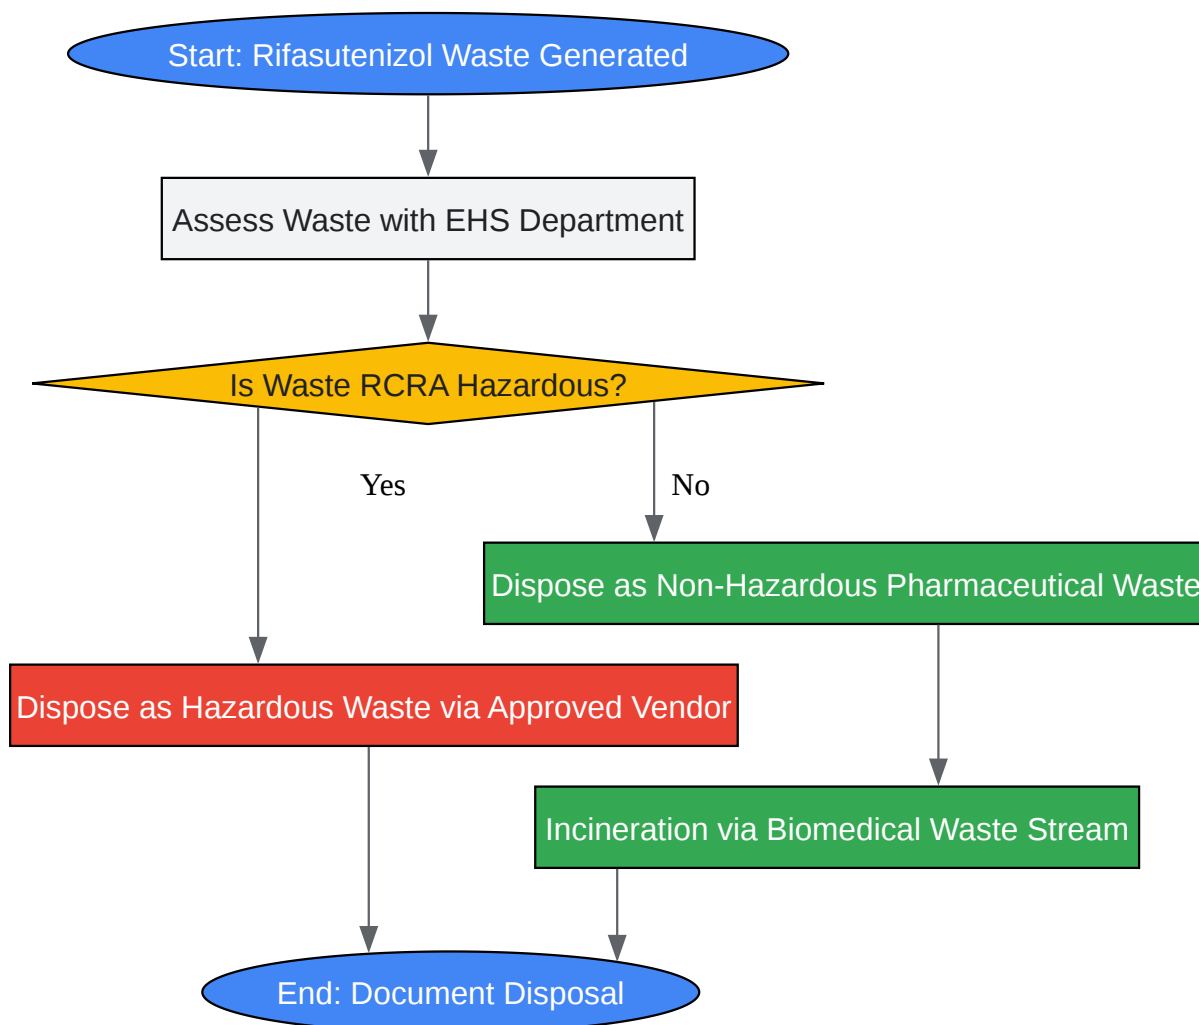 Start: Rifasutenizol Waste Generated
Assess Waste with EHS Department
Is Waste RCRA Hazardous?
Yes
No
Dispose as Non-Hazardous Pharmaceutical Waste
Dispose as Hazardous Waste via Approved Vendor
Incineration via Biomedical Waste Stream
End: Document Disposal